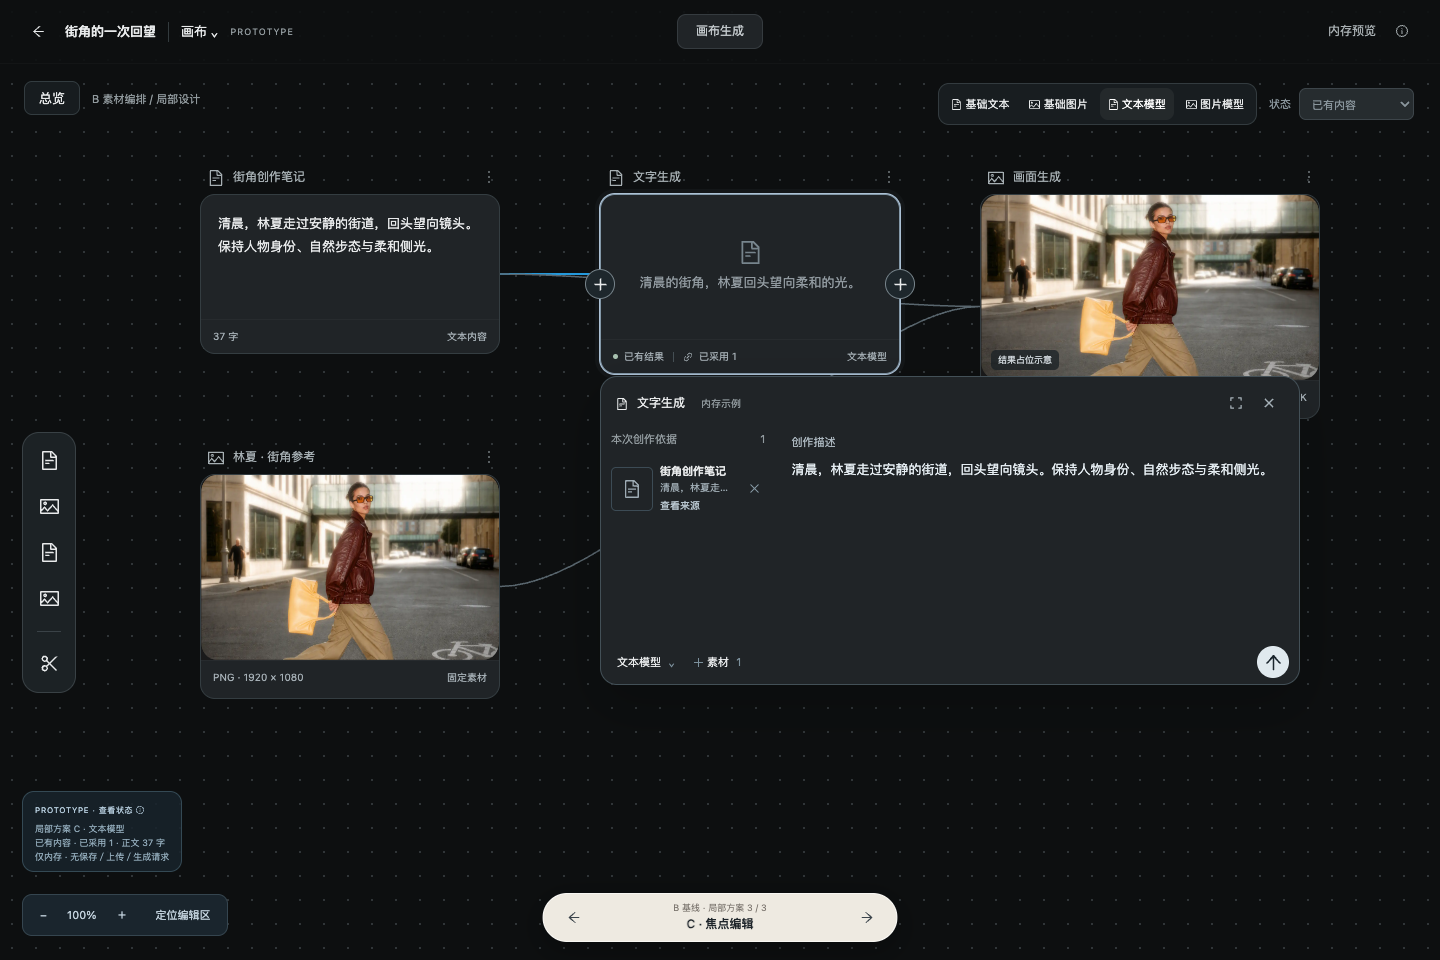 街角的一次回望
画布
PROTOTYPE
画布生成
内存预览
总览
B 素材编排 / 局部设计
基础文本
基础图片
文本模型
图片模型
状态
已有内容
街角创作笔记
清晨，林夏走过安静的街道，回头望向镜头。
保持人物身份、自然步态与柔和侧光。
37 字
文本内容
文字生成
清晨的街角，林夏回头望向柔和的光。
已有结果
已采用 1
文本模型
画面生成
结果占位示意
K
林夏 · 街角参考
PNG · 1920 × 1080
固定素材
文字生成
内存示例
本次创作依据
1
街角创作笔记
清晨，林夏走...
查看来源
创作描述
清晨，林夏走过安静的街道，回头望向镜头。保持人物身份、自然步态与柔和侧光。
文本模型
素材 1
PROTOTYPE · 查看状态
局部方案 C · 文本模型
已有内容 · 已采用 1 · 正文 37 字
仅内存 · 无保存 / 上传 / 生成请求
− 100% +
定位编辑区
B 基线 · 局部方案 3 / 3
C · 焦点编辑